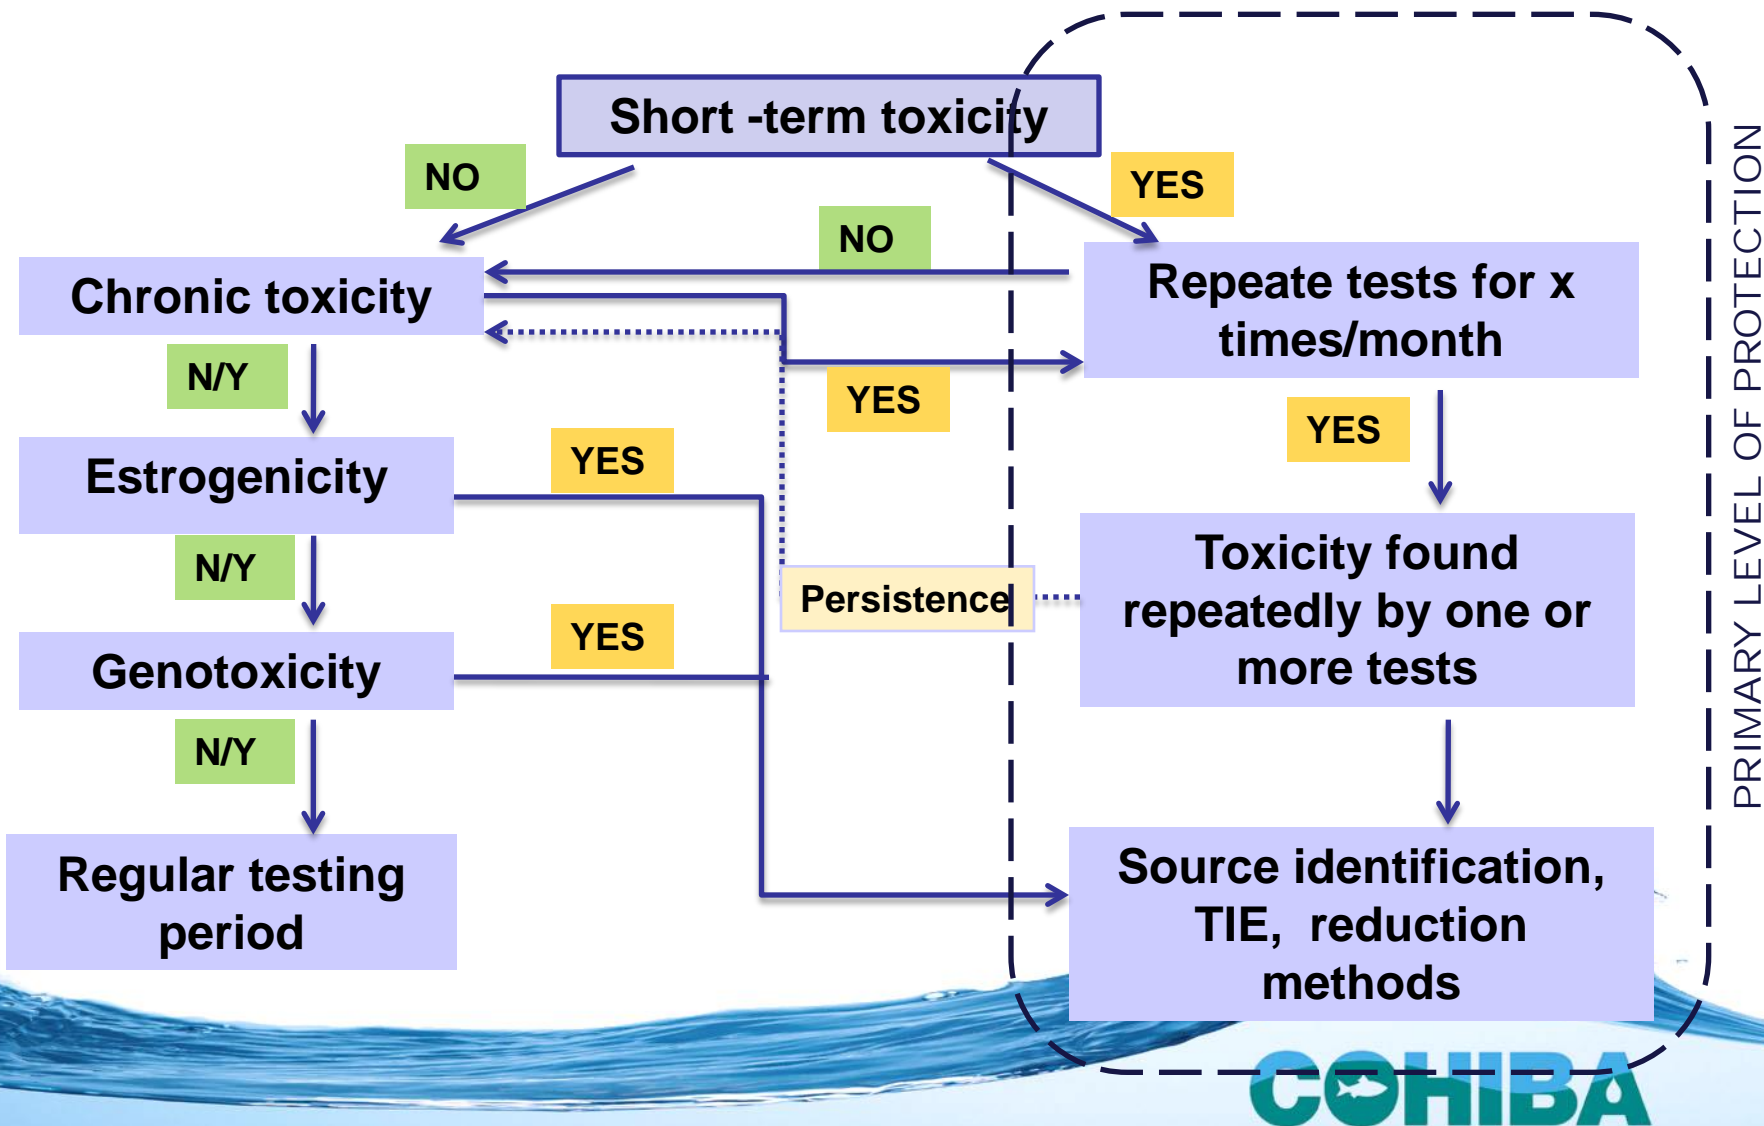 Short -term toxicity
NO
YES
NO
Chronic toxicity
Repeate tests for x
times/month
N/Y
YES
YES
Estrogenicity
YES
N/Y
Persistence
Toxicity found
repeatedly by one or
more tests
Genotoxicity
YES
N/Y
Regular testing
period
Source identification,
TIE, reduction
methods
PRIMARY LEVEL OF PROTECTION
COHIBA